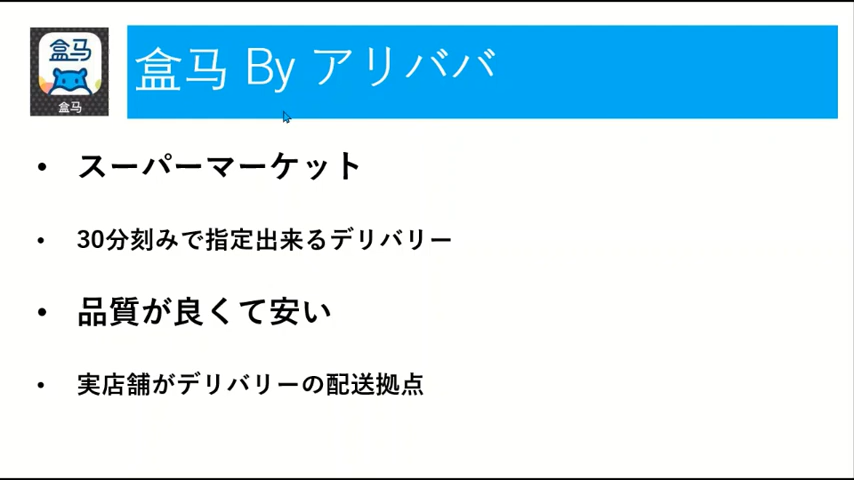 盒马
盒马
盒马 By アリババ
• スーパーマーケット
• 30分刻みで指定出来るデリバリー
• 品質が良くて安い
• 実店舗がデリバリーの配送拠点